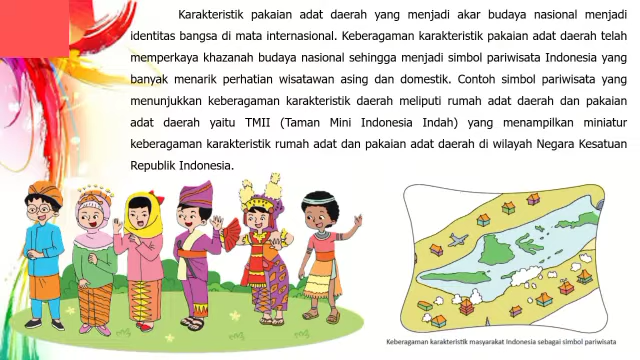 Karakteristik pakaian adat daerah yang menjadi akar budaya nasional menjadi
identitas bangsa di mata internasional. Keberagaman karakteristik pakaian adat daerah telah
memperkaya khazanah budaya nasional sehingga menjadi simbol pariwisata Indonesia yang
banyak menarik perhatian wisatawan asing dan domestik. Contoh simbol pariwisata yang
menunjukkan keberagaman karakteristik daerah meliputi rumah adat daerah dan pakaian
adat daerah yaitu TMII (Taman Mini Indonesia Indah) yang menampilkan miniatur
keberagaman karakteristik rumah adat dan pakaian adat daerah di wilayah Negara Kesatuan
Republik Indonesia.
Keberagaman karakteristik masyarakat Indonesia sebagai simbol pariwisata